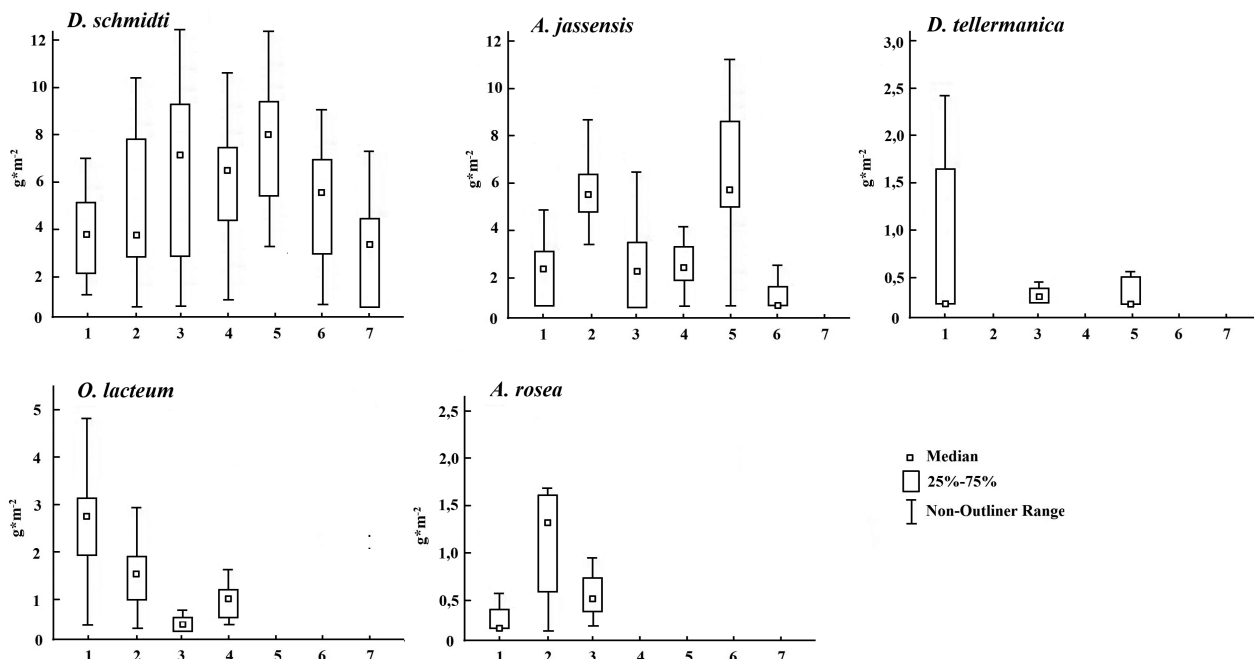 D. schmidti
12
10
8
6
4
2
0
g*m-2
1 2 3 4 5 6 7
A. jassensis
12
10
8
6
4
2
0
g*m-2
1 2 3 4 5 6 7
D. tellermanica
3,0
2,5
2,0
1,5
1,0
0,5
0
g*m-2
1 2 3 4 5 6 7
O. lacteum
5
4
3
2
1
0
g*m-2
1 2 3 4 5 6 7
A. rosea
2,5
2,0
1,5
1,0
0,5
0
g*m-2
1 2 3 4 5 6 7
Median
25%-75%
Non-Outliner Range